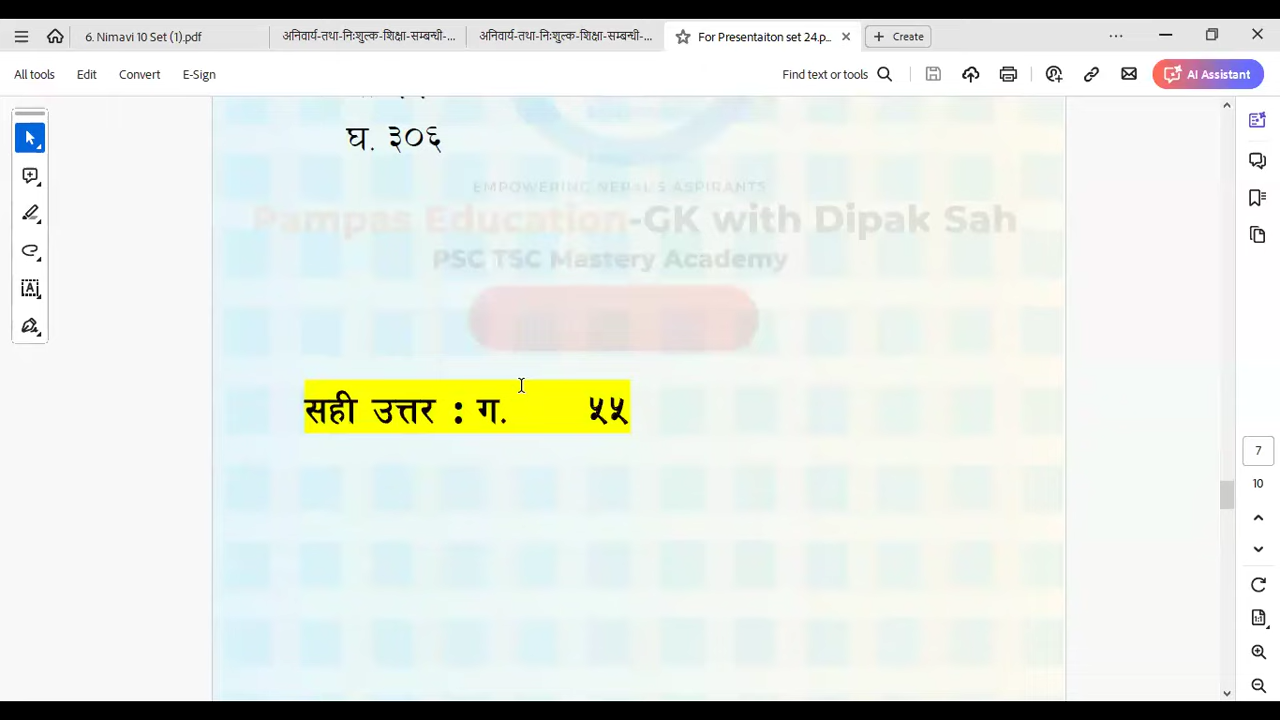 6. Nimavi 10 Set (1).pdf
अनिवार्य-तथा-निःशुल्क-शिक्षा-सम्बन्धी-...
अनिवार्य-तथा-निःशुल्क-शिक्षा-सम्बन्धी-...
For Presentaiton set 24.p...
Create
All tools
Edit
Convert
E-Sign
Find text or tools
AI Assistant
घ. ३०६
EMPOWERING NEPAL'S ASPIRANTS
Pampas Education-GK with Dipak Sah
PSC TSC Mastery Academy
सही उत्तर : ग. ५५
7
10